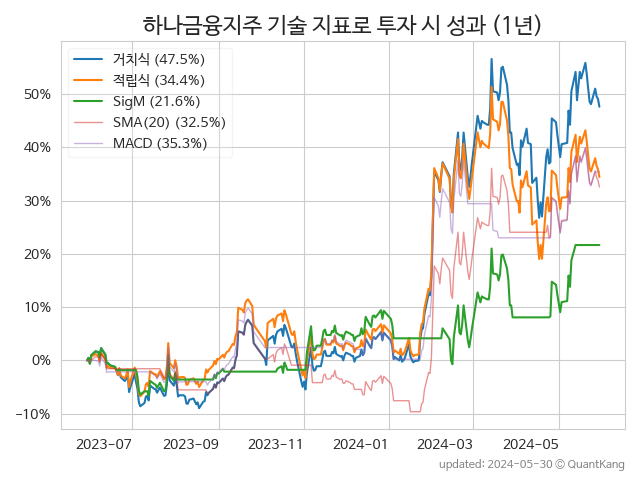 하나금융지주 기술 지표로 투자 시 성과 (1년)
거치식 (47.5%)
적립식 (34.4%)
SigM (21.6%)
SMA(20) (32.5%)
MACD (35.3%)
50%
40%
30%
20%
10%
0%
−10%
2023-07 2023-09 2023-11 2024-01 2024-03 2024-05
updated: 2024-05-30 © QuantKang